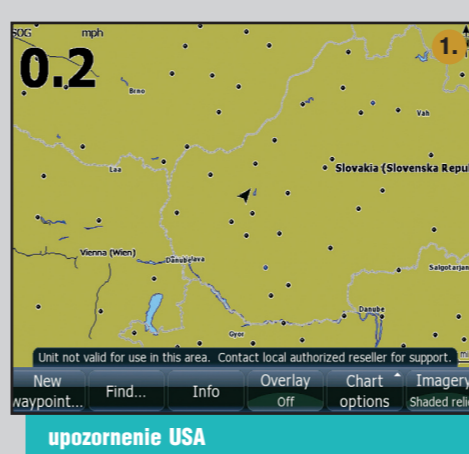 SOG mph
1.
0.2
Brno
Vah
Laa
Slovakia (Slovenska Repu
Vienna (Wien)
Danube
Salgotarjan
Danube
Gyor
Unit not valid for use in this area. Contact local authorized reseller for support.
New waypoint...
Find...
Info
Overlay
Off
Chart options
Imagery
Shaded relie
upozornenie USA